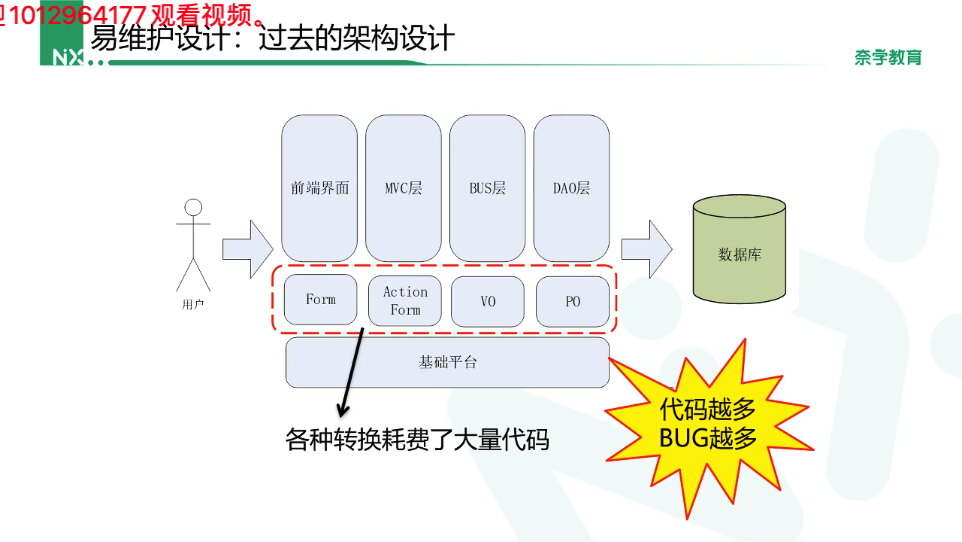 1012964177 观看视频。
易维护设计：过去的架构设计
NX
奈学教育
前端界面
MVC层
BUS层
DAO层
数据库
用户
Form
Action
Form
VO
PO
基础平台
代码越多
BUG越多
各种转换耗费了大量代码